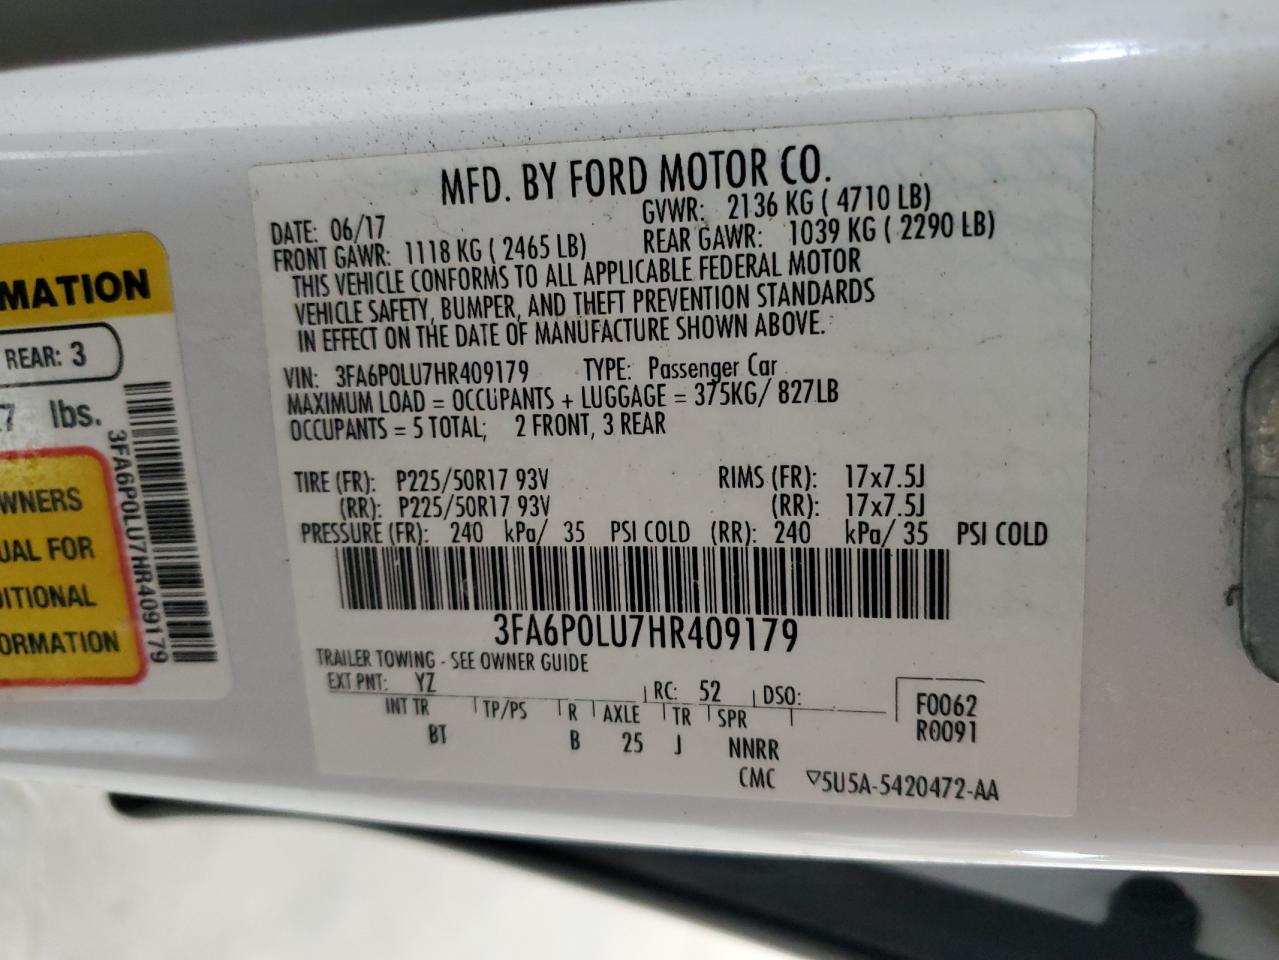 MFD. BY FORD MOTOR CO.
DATE: 06/17
GVWR: 2136 KG ( 4710 LB)
FRONT GAWR: 1118 KG ( 2465 LB)
REAR GAWR: 1039 KG ( 2290 LB)
THIS VEHICLE CONFORMS TO ALL APPLICABLE FEDERAL MOTOR
VEHICLE SAFETY, BUMPER, AND THEFT PREVENTION STANDARDS
IN EFFECT ON THE DATE OF MANUFACTURE SHOWN ABOVE.
VIN: 3FA6P0LU7HR409179 TYPE: Passenger Car
MAXIMUM LOAD = OCCUPANTS + LUGGAGE = 375KG/ 827LB
OCCUPANTS = 5 TOTAL; 2 FRONT, 3 REAR
TIRE (FR): P225/50R17 93V RIMS (FR): 17x7.5J
(RR): P225/50R17 93V (RR): 17x7.5J
PRESSURE (FR): 240 kPa/ 35 PSI COLD (RR): 240 kPa/ 35 PSI COLD
3FA6P0LU7HR409179
TRAILER TOWING - SEE OWNER GUIDE
EXT PNT: YZ RC: 52 DSO:
INT TR TP/PS R AXLE TR SPR
BT B 25 J NNRR
F0062
R0091
CMC ▽5U5A-5420472-AA
MATION
REAR: 3
7 lbs.
WNERS
UAL FOR
ITIONAL
ORMATION
3FA6P0LU7HR409179